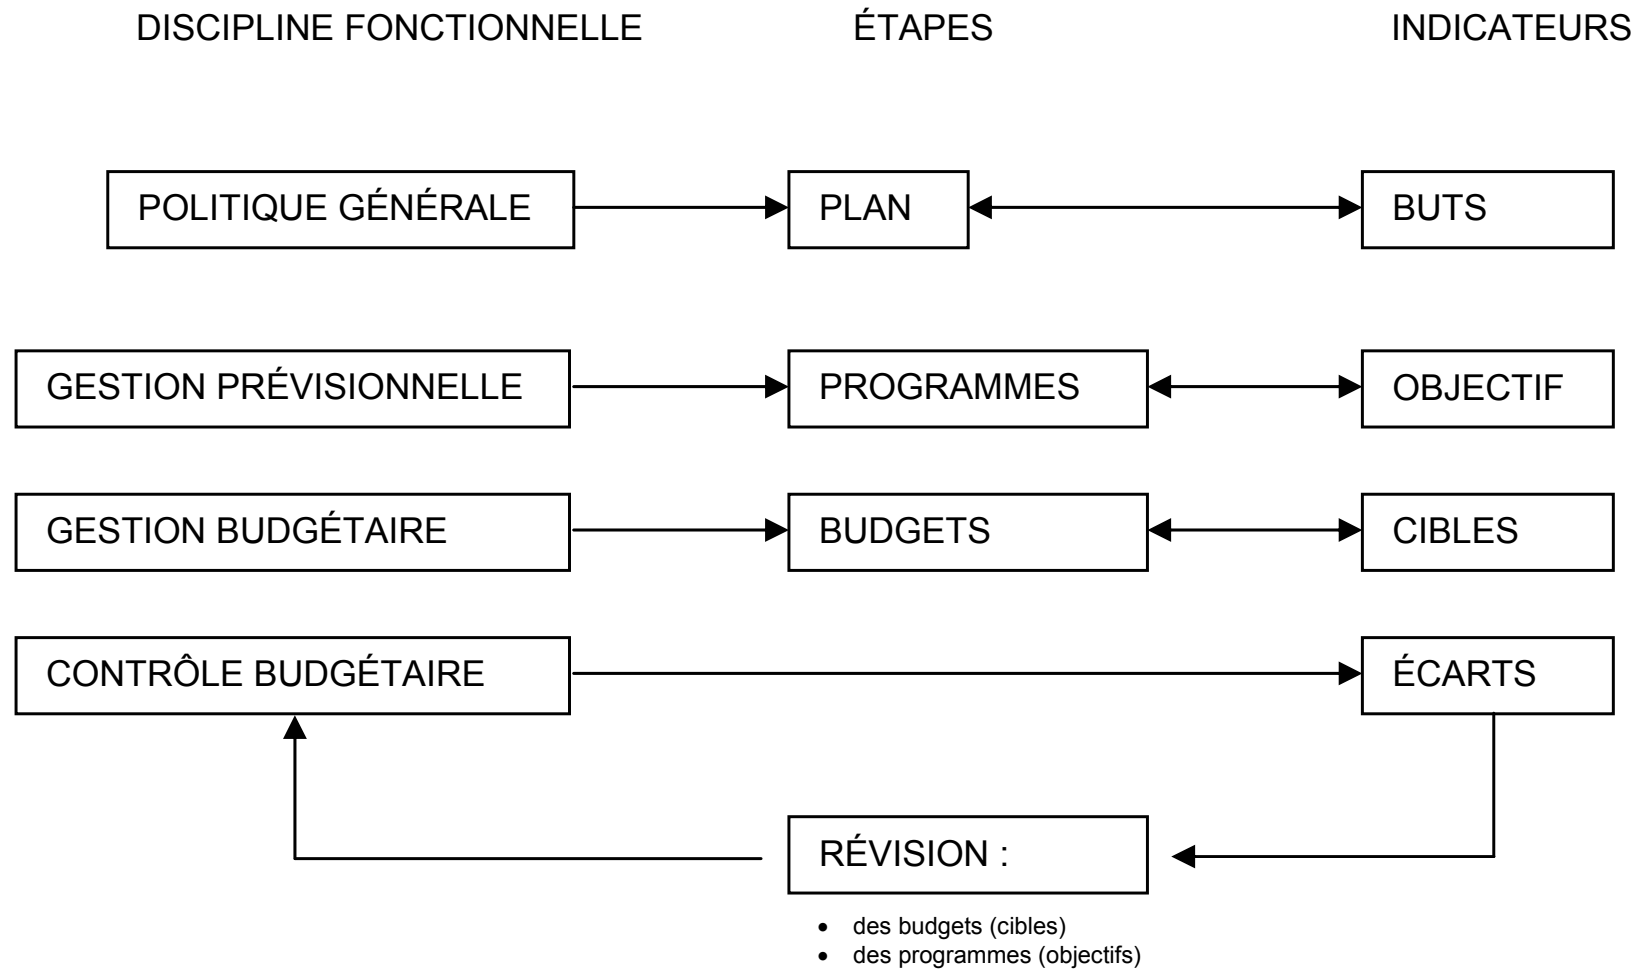 DISCIPLINE FONCTIONNELLE ÉTAPES INDICATEURS
POLITIQUE GÉNÉRALE PLAN BUTS
GESTION PRÉVISIONNELLE PROGRAMMES OBJECTIF
GESTION BUDGÉTAIRE BUDGETS CIBLES
CONTRÔLE BUDGÉTAIRE ÉCARTS
RÉVISION :
• des budgets (cibles)
• des programmes (objectifs)